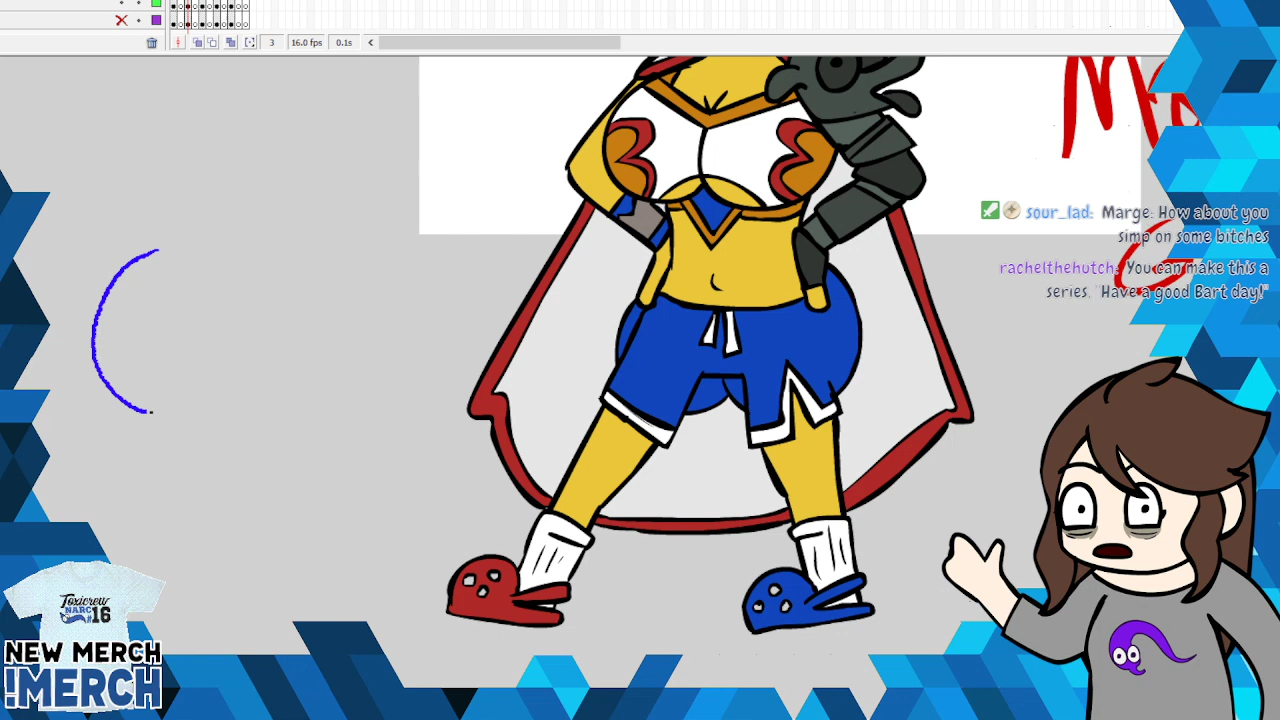 3 16.0 fps 0.1s
sour_lad: Marge: How about you
simp on some bitches
rachelthehutch: You can make this a
series. "Have a good Bart day!"
Toxicrew
NARC
#16
NEW MERCH
!MERCH